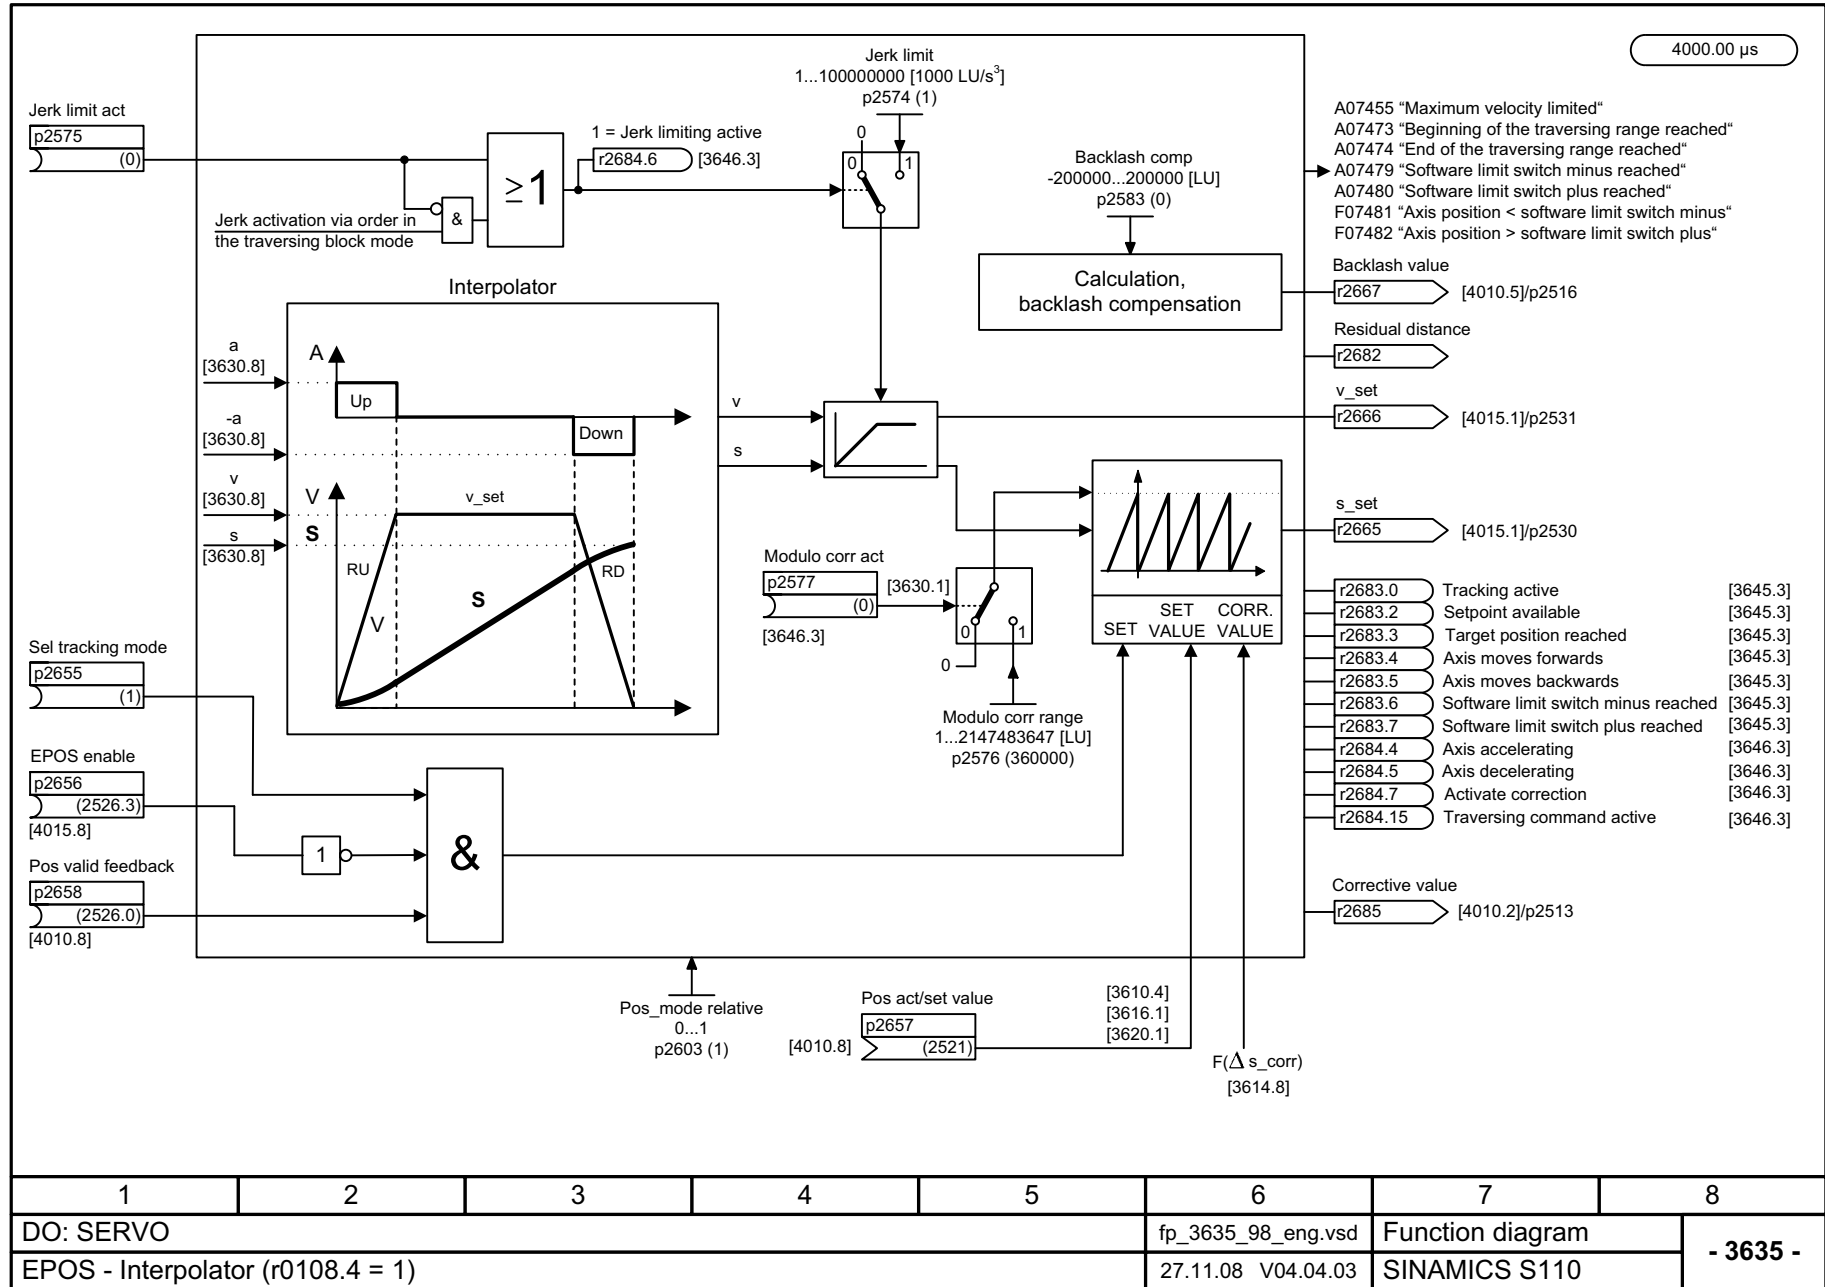 4000.00 µs
Jerk limit
1...100000000 [1000 LU/s³]
p2574 (1)
0
0
1
Jerk limit act
p2575
(0)
1 = Jerk limiting active
r2684.6
[3646.3]
≥1
&
Jerk activation via order in
the traversing block mode
Backlash comp
-200000...200000 [LU]
p2583 (0)
Calculation,
backlash compensation
A07455 “Maximum velocity limited“
A07473 “Beginning of the traversing range reached“
A07474 “End of the traversing range reached“
A07479 “Software limit switch minus reached“
A07480 “Software limit switch plus reached“
F07481 “Axis position < software limit switch minus“
F07482 “Axis position > software limit switch plus“
Backlash value
r2667
[4010.5]/p2516
Residual distance
r2682
v_set
r2666
[4015.1]/p2531
s_set
r2665
[4015.1]/p2530
Interpolator
a
[3630.8]
-a
[3630.8]
v
[3630.8]
s
[3630.8]
A
Up
Down
V
S
v_set
RU
V
S
RD
v
s
Modulo corr act
p2577
(0)
[3630.1]
[3646.3]
0
1
0
Modulo corr range
1...2147483647 [LU]
p2576 (360000)
SET
SET
VALUE
CORR.
VALUE
r2683.0 Tracking active [3645.3]
r2683.2 Setpoint available [3645.3]
r2683.3 Target position reached [3645.3]
r2683.4 Axis moves forwards [3645.3]
r2683.5 Axis moves backwards [3645.3]
r2683.6 Software limit switch minus reached [3645.3]
r2683.7 Software limit switch plus reached [3645.3]
r2684.4 Axis accelerating [3646.3]
r2684.5 Axis decelerating [3646.3]
r2684.7 Activate correction [3646.3]
r2684.15 Traversing command active [3646.3]
Corrective value
r2685
[4010.2]/p2513
Sel tracking mode
p2655
(1)
EPOS enable
p2656
(2526.3)
[4015.8]
Pos valid feedback
p2658
(2526.0)
[4010.8]
1
&
Pos_mode relative
0...1
p2603 (1)
Pos act/set value
p2657
(2521)
[4010.8]
[3610.4]
[3616.1]
[3620.1]
F(Δ s_corr)
[3614.8]
1 2 3 4 5 6 7 8
DO: SERVO
fp_3635_98_eng.vsd
Function diagram
- 3635 -
EPOS - Interpolator (r0108.4 = 1)
27.11.08 V04.04.03
SINAMICS S110